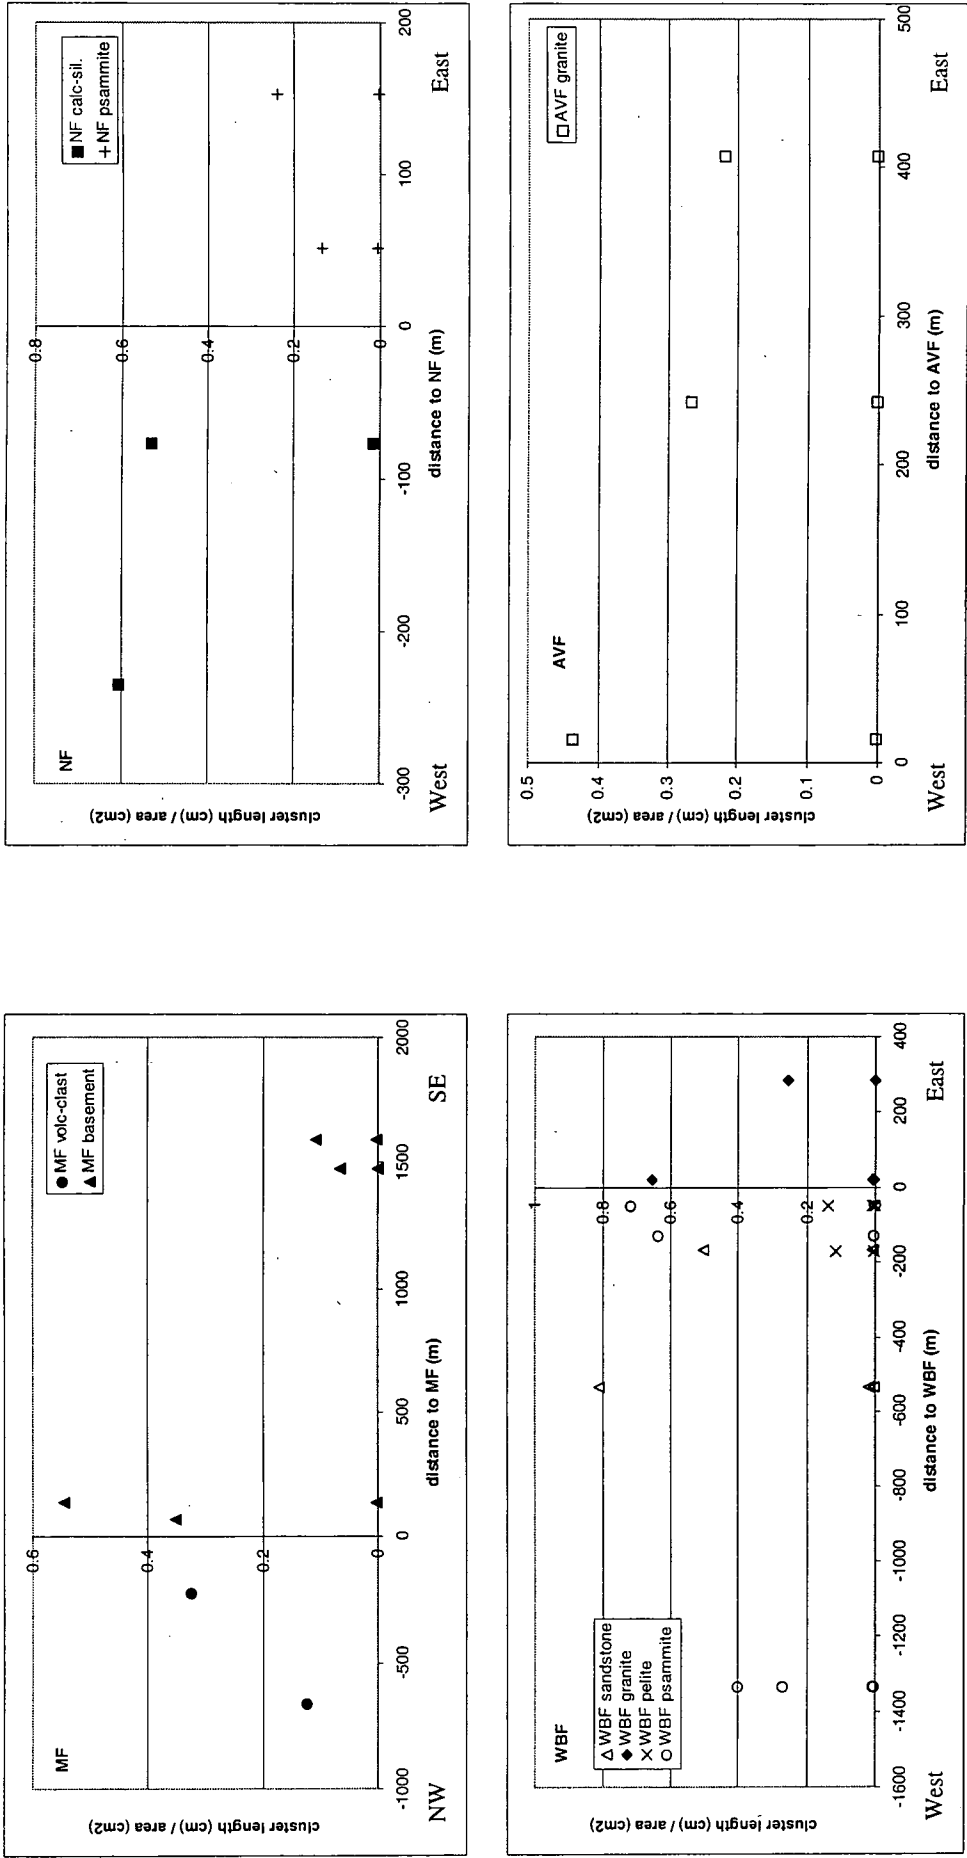 MF
MF volc-clast
MF basement
cluster length (cm) / area (cm2)
0.6
0.4
0.2
0
-1000
-500
0
500
1000
1500
2000
distance to MF (m)
NW
SE
NF
NF calc-sil.
NF psammite
cluster length (cm) / area (cm2)
0.8
0.6
0.4
0.2
0
-300
-200
-100
0
100
200
distance to NF (m)
West
East
WBF
WBF sandstone
WBF granite
WBF pelite
WBF psammite
cluster length (cm) / area (cm2)
1
0.8
0.6
0.4
0.2
0
-1600
-1400
-1200
-1000
-800
-600
-400
-200
0
200
400
distance to WBF (m)
West
East
AVF
AVF granite
cluster length (cm) / area (cm2)
0.5
0.4
0.3
0.2
0.1
0
0
100
200
300
400
500
distance to AVF (m)
West
East